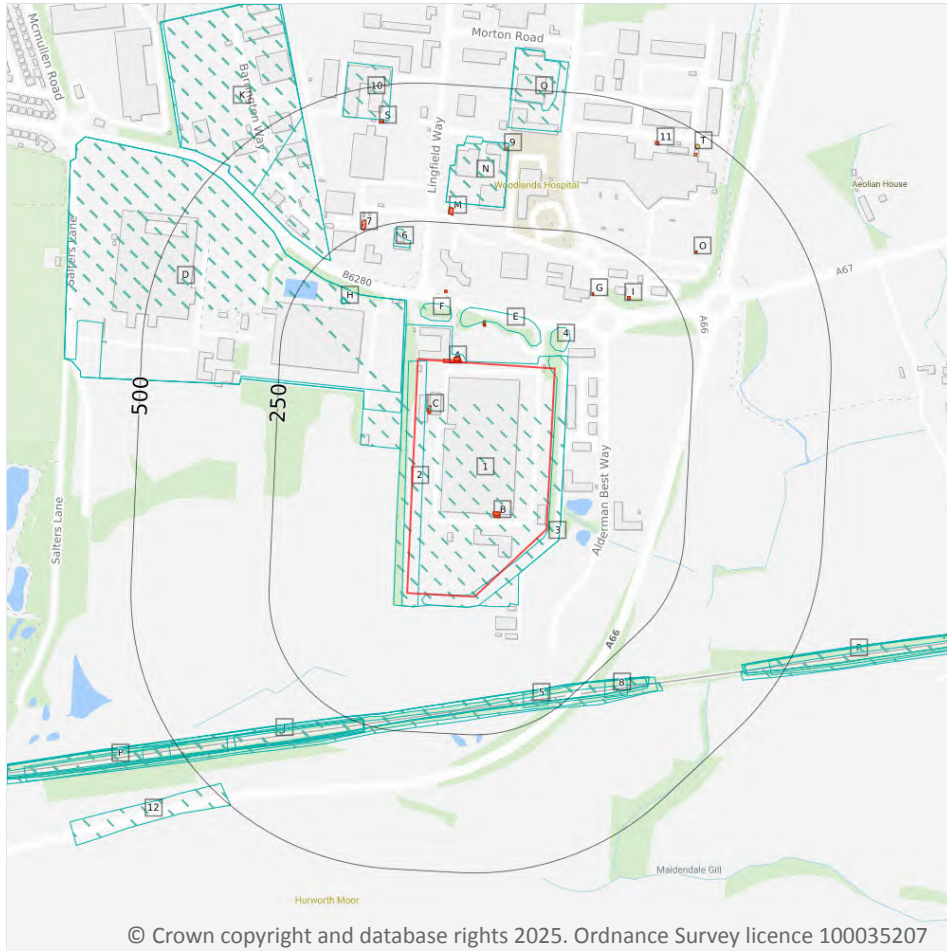 Morton Road
Mcmullen Road
Barrington Way
K
10
Q
S
Lingfield Way
9
11
T
N
Woodlands Hospital
Aeolian House
M
7
6
O
Salters Lane
D
B6280
H
G
I
A67
F
E
A66
4
A
500
250
C
1
2
B
3
Alderman Best Way
Salters Lane
A66
R
8
5
J
P
12
Maidendale Gill
Hurworth Moor
© Crown copyright and database rights 2025. Ordnance Survey licence 100035207